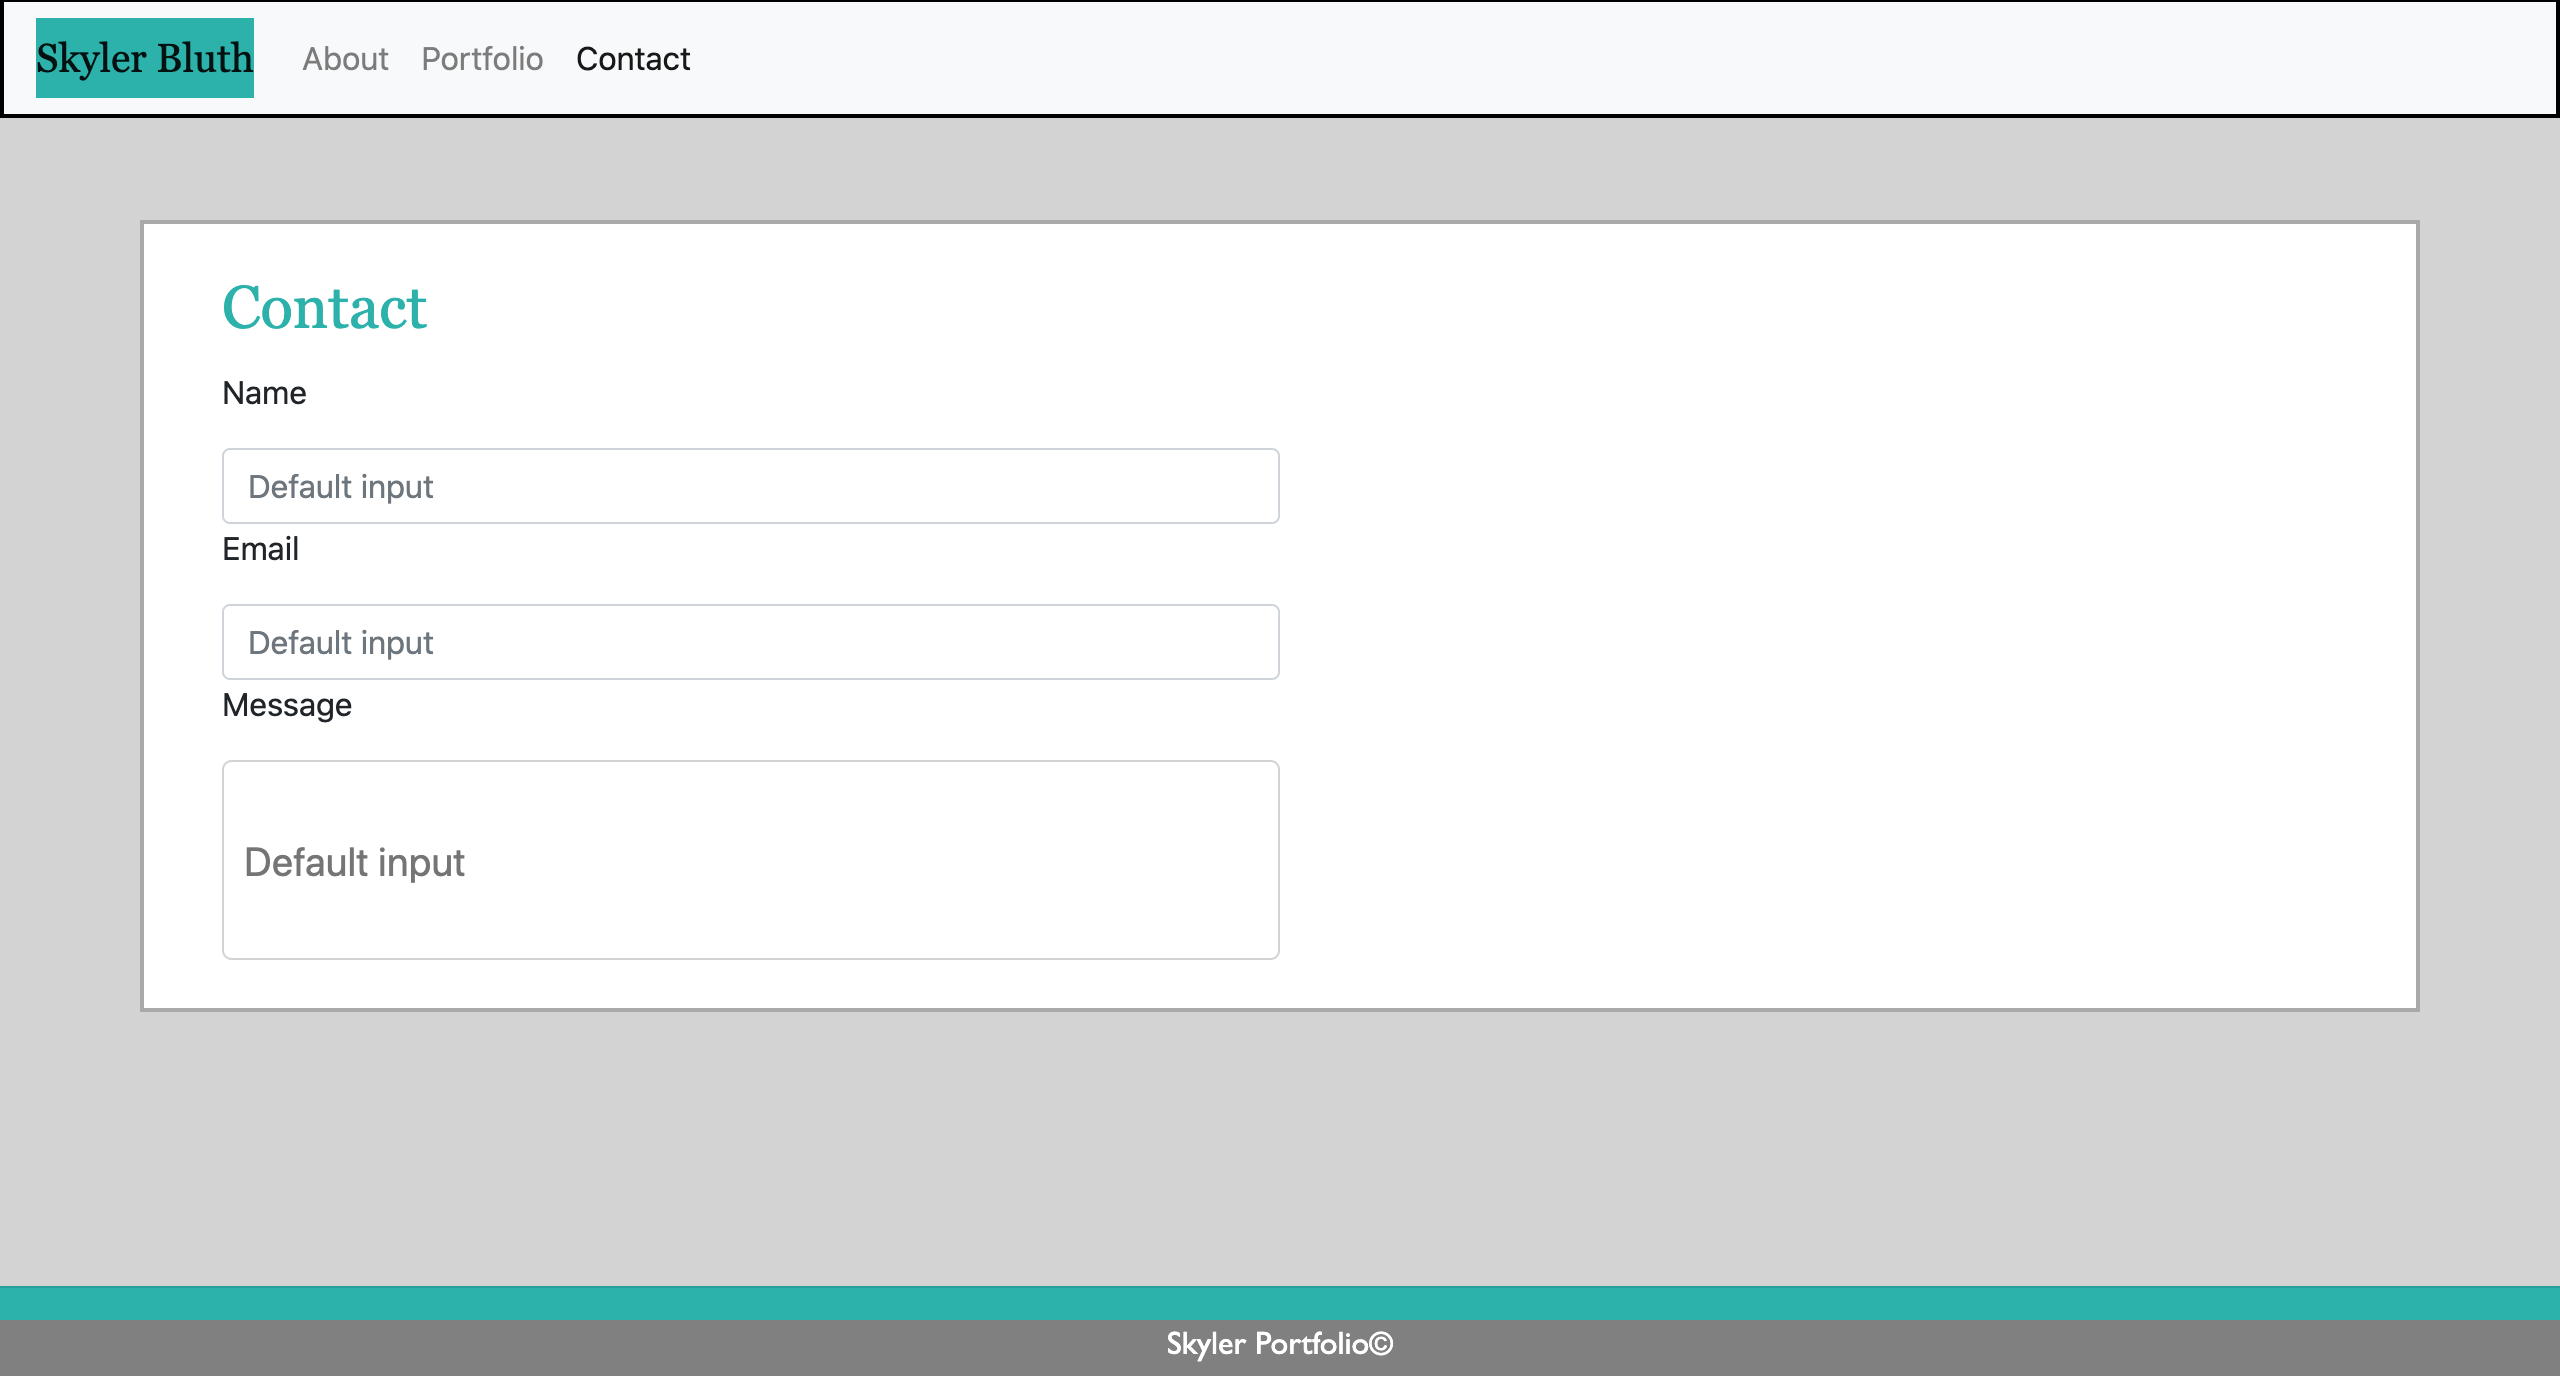 Skyler Bluth About Portfolio Contact
Contact
Name
Default input
Email
Default input
Message
Default input
Skyler Portfolio©